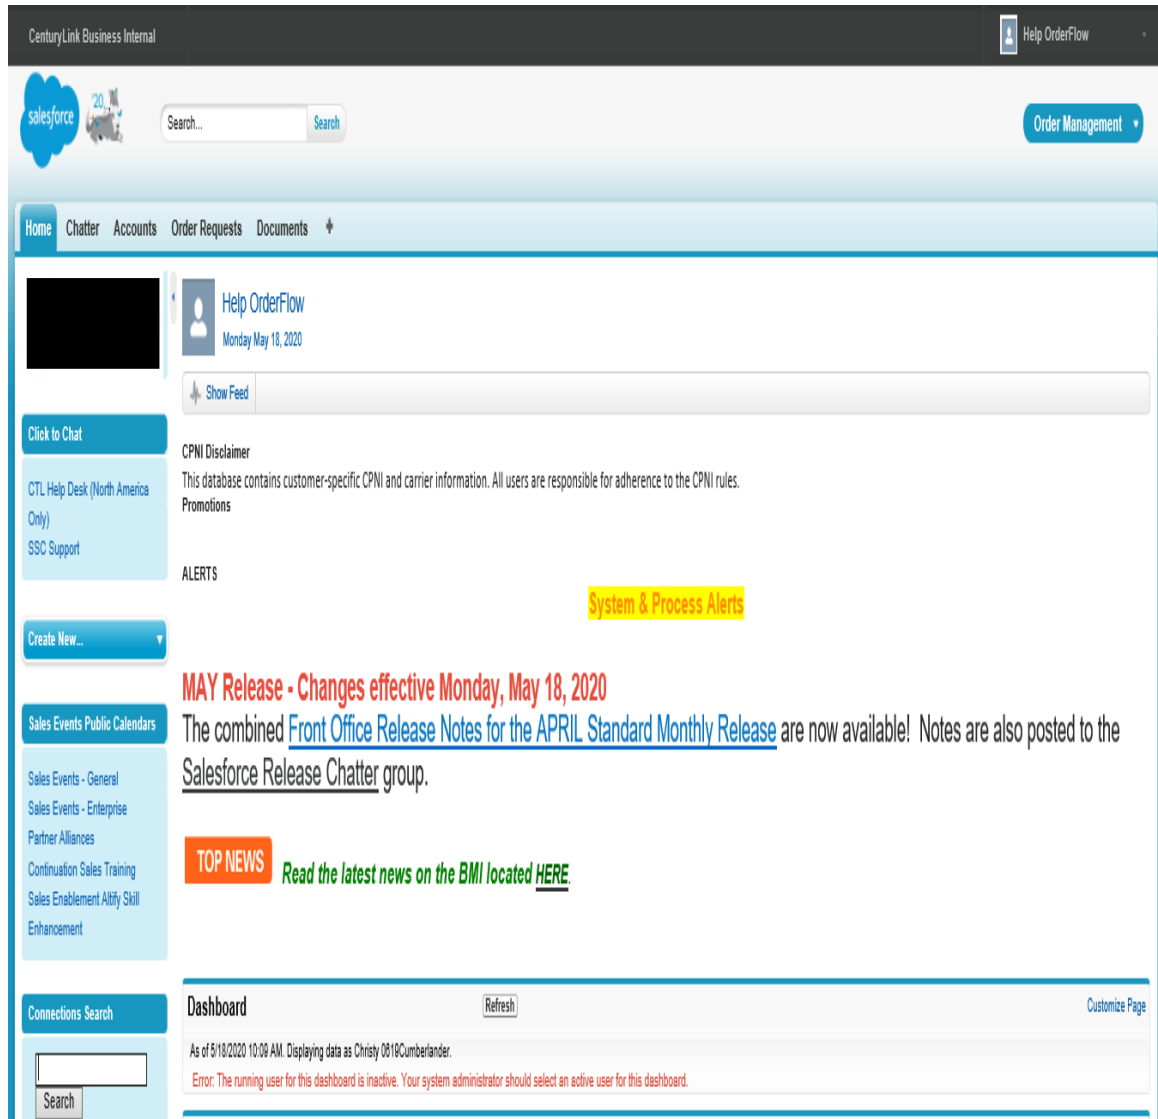 CenturyLink Business Internal
Help OrderFlow
salesforce
'20
Search...
Search
Order Management
Home Chatter Accounts Order Requests Documents +
Help OrderFlow
Monday May 18, 2020
Show Feed
Click to Chat
CTL Help Desk (North America
Only)
SSC Support
Create New...
Sales Events Public Calendars
Sales Events - General
Sales Events - Enterprise
Partner Alliances
Continuation Sales Training
Sales Enablement Altify Skill
Enhancement
Connections Search
Search
CPNI Disclaimer
This database contains customer-specific CPNI and carrier information. All users are responsible for adherence to the CPNI rules.
Promotions
ALERTS
System & Process Alerts
MAY Release - Changes effective Monday, May 18, 2020
The combined Front Office Release Notes for the APRIL Standard Monthly Release are now available! Notes are also posted to the
Salesforce Release Chatter group.
TOP NEWS Read the latest news on the BMI located HERE.
Dashboard
Refresh
Customize Page
As of 5/18/2020 10:09 AM. Displaying data as Christy 0619Cumberlander.
Error: The running user for this dashboard is inactive. Your system administrator should select an active user for this dashboard.